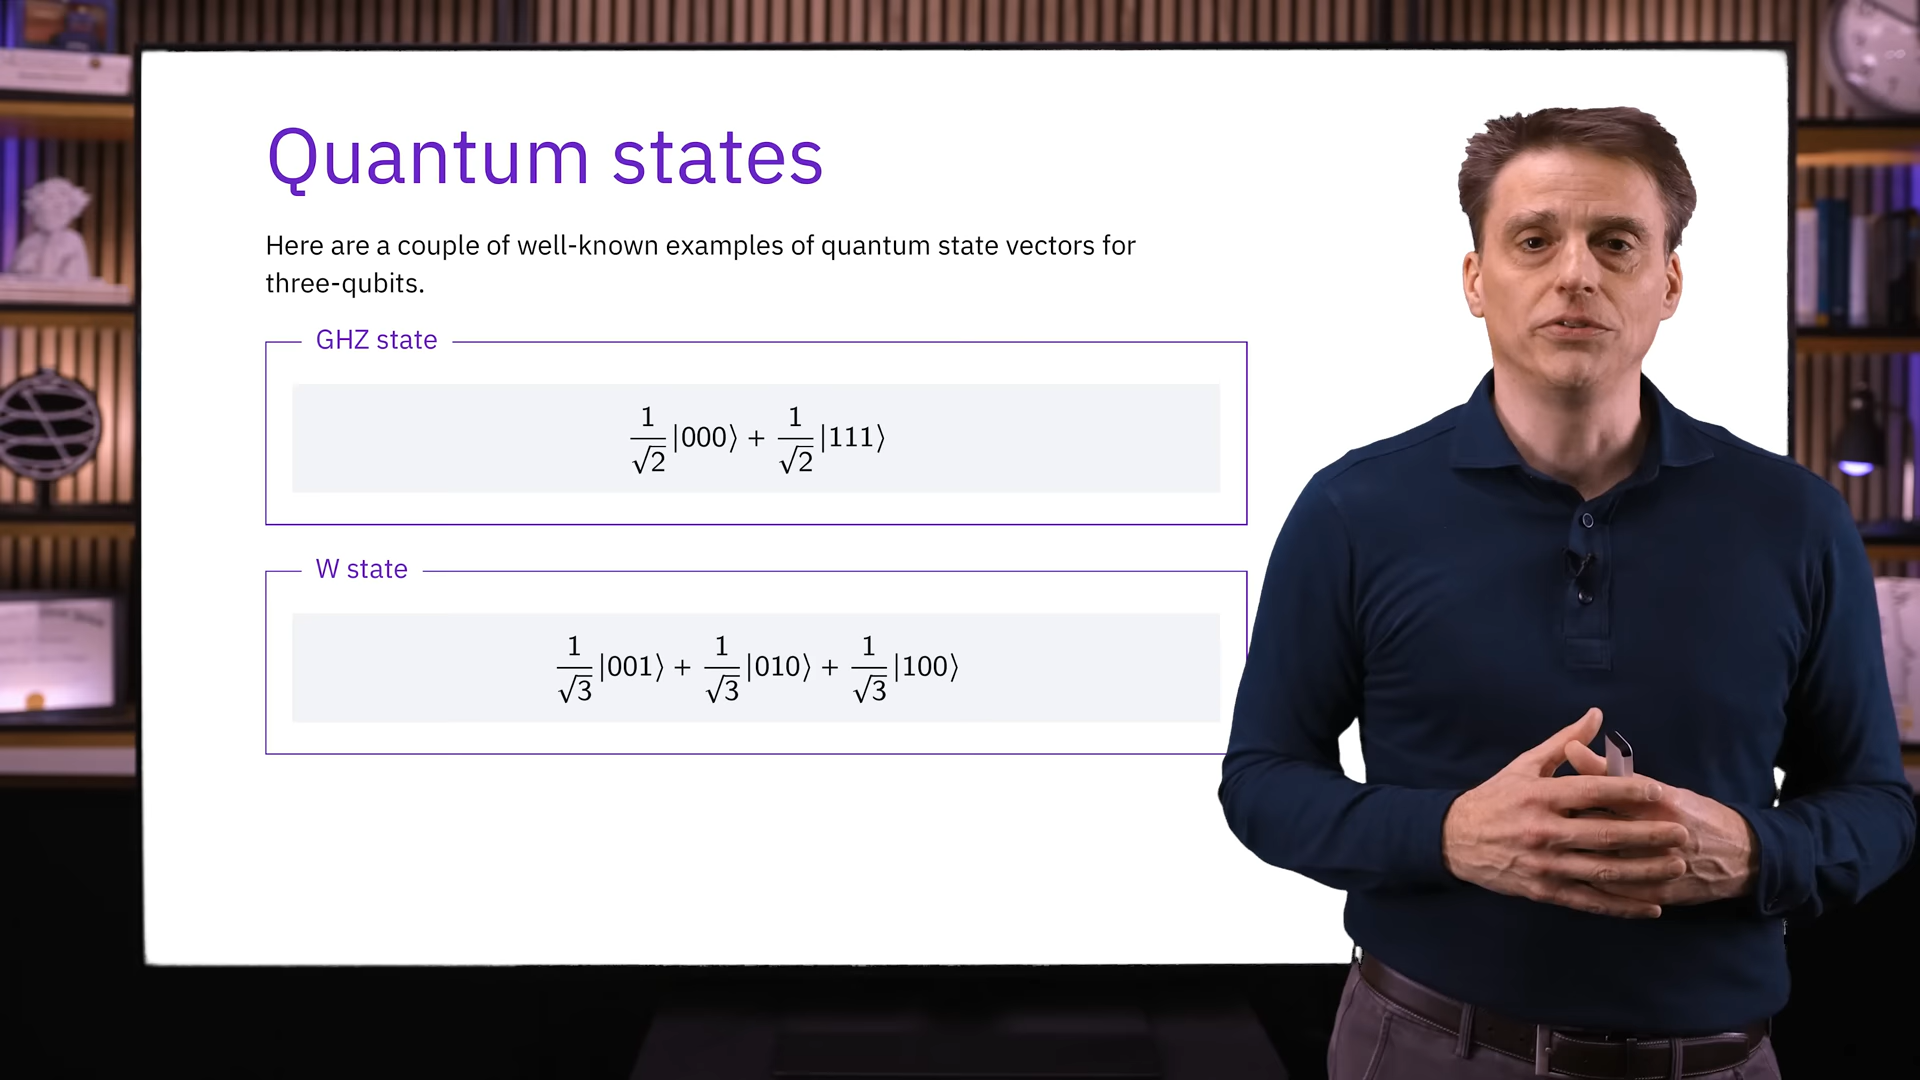 Quantum states
Here are a couple of well-known examples of quantum state vectors for
three-qubits.
GHZ state
1/√2 |000⟩ + 1/√2 |111⟩
W state
1/√3 |001⟩ + 1/√3 |010⟩ + 1/√3 |100⟩